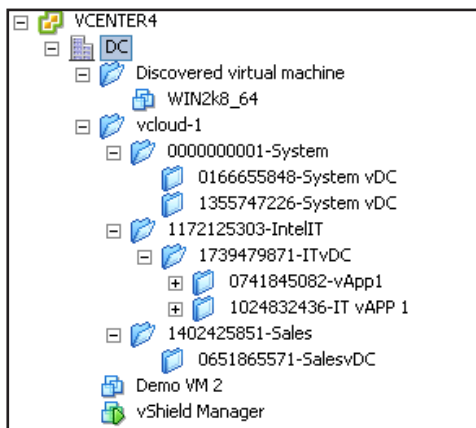 VCENTER4
DC
Discovered virtual machine
WIN2k8_64
vcloud-1
0000000001-System
0166655848-System vDC
1355747226-System vDC
1172125303-IntelIT
1739479871-ITvDC
0741845082-vApp1
1024832436-IT vAPP 1
1402425851-Sales
0651865571-SalesvDC
Demo VM 2
vShield Manager